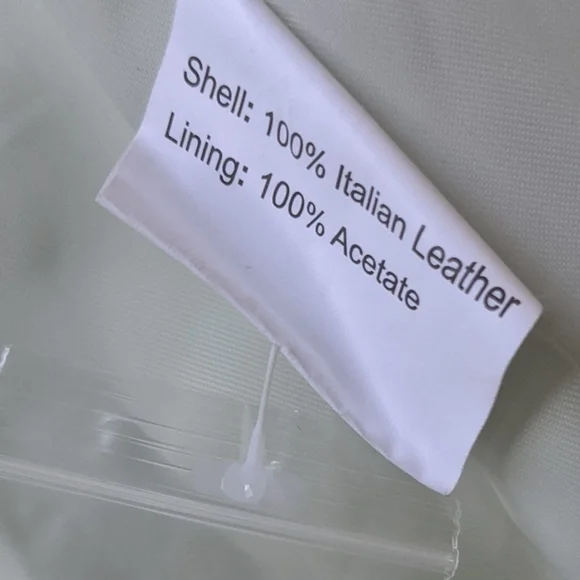 Shell: 100% Italian Leather
Lining: 100% Acetate